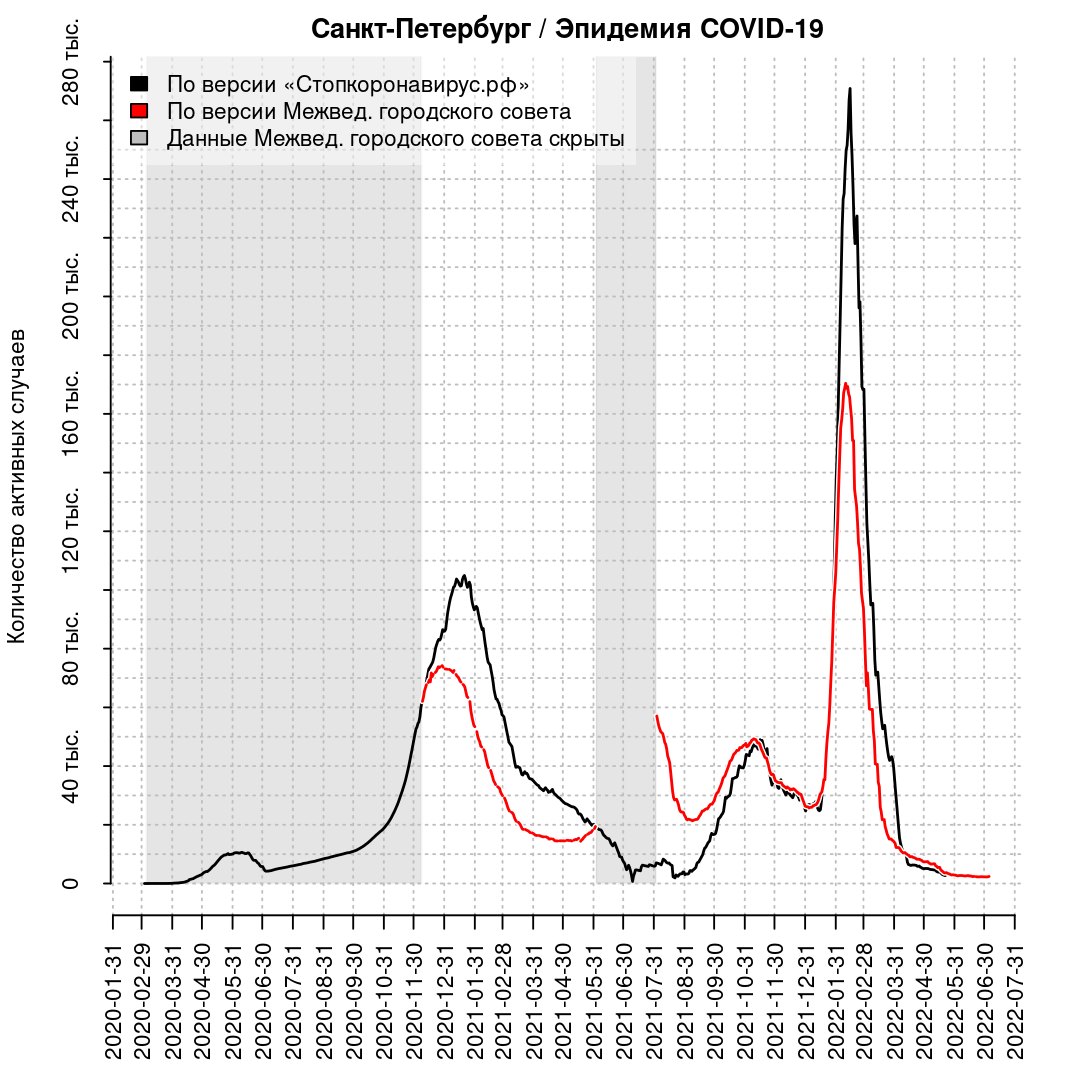 Санкт-Петербург / Эпидемия COVID-19
По версии «Стопкоронавирус.рф»
По версии Межвед. городского совета
Данные Межвед. городского совета скрыты
Количество активных случаев
280 тыс.
240 тыс.
200 тыс.
160 тыс.
120 тыс.
80 тыс.
40 тыс.
0
2020-01-31
2020-02-29
2020-03-31
2020-04-30
2020-05-31
2020-06-30
2020-07-31
2020-08-31
2020-09-30
2020-10-31
2020-11-30
2020-12-31
2021-01-31
2021-02-28
2021-03-31
2021-04-30
2021-05-31
2021-06-30
2021-07-31
2021-08-31
2021-09-30
2021-10-31
2021-11-30
2021-12-31
2022-01-31
2022-02-28
2022-03-31
2022-04-30
2022-05-31
2022-06-30
2022-07-31